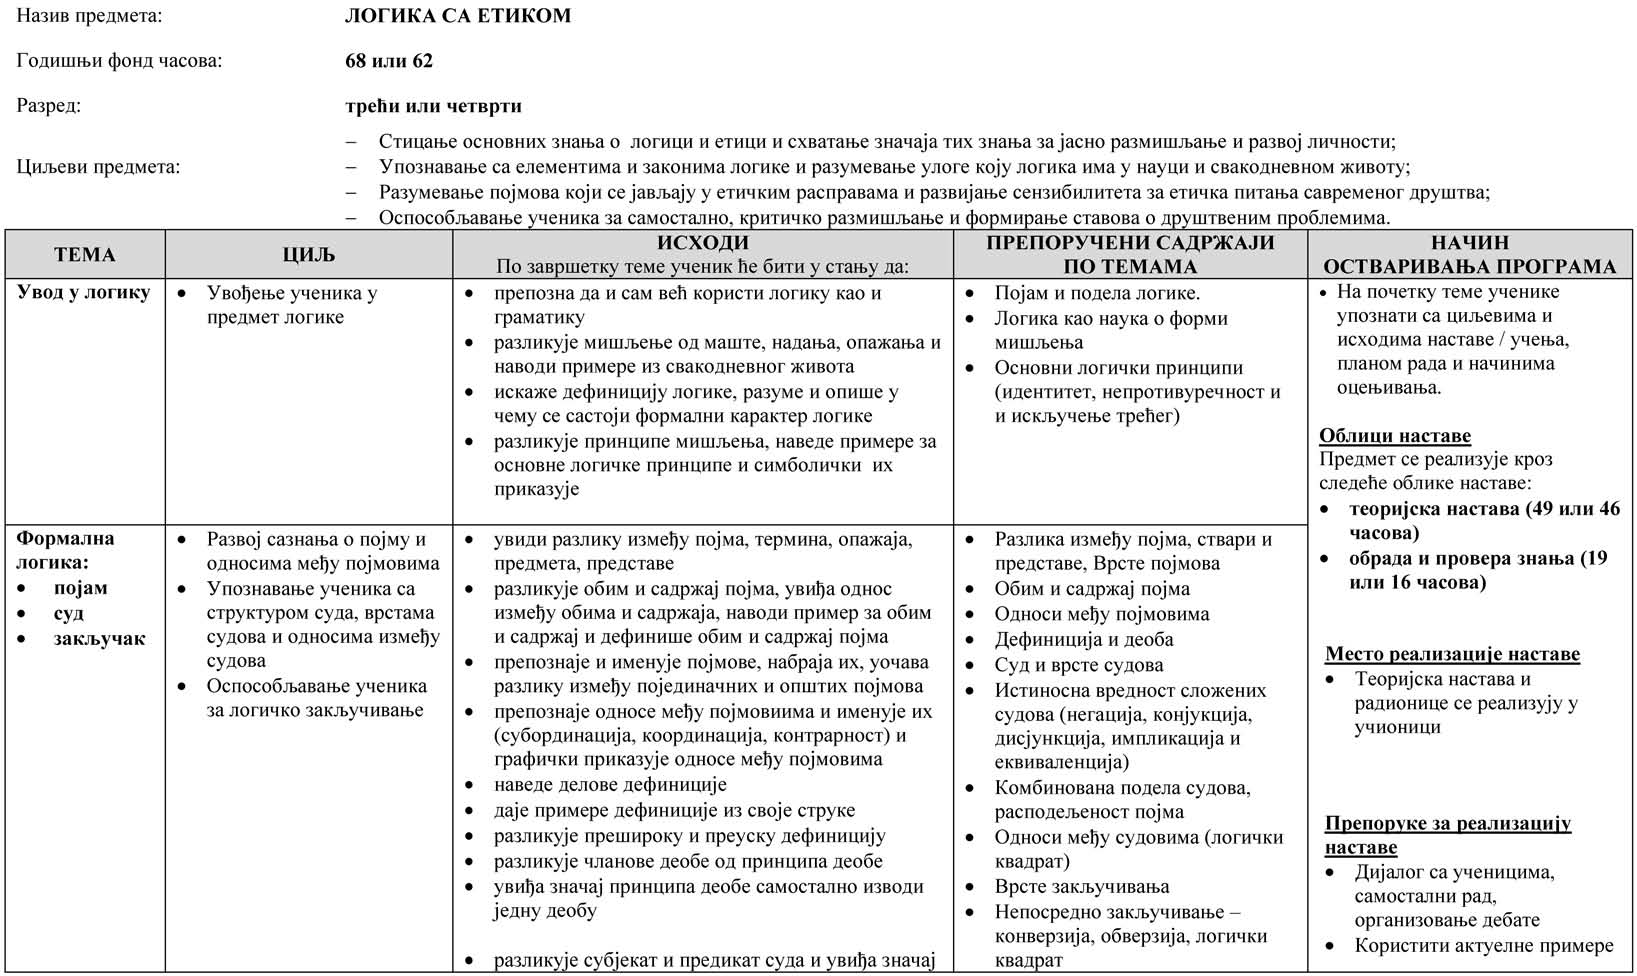 Назив предмета: ЛОГИКА СА ЕТИКОМ
Годишњи фонд часова: 68 или 62
Разред: трећи или четврти
Циљеви предмета:
– Стицање основних знања о логици и етици и схватање значаја тих знања за јасно размишљање и развој личности;
– Упознавање са елементима и законима логике и разумевање улоге коју логика има у науци и свакодневном животу;
– Разумевање појмова који се јављају у етичким расправама и развијање сензибилитета за етичка питања савременог друштва;
– Оспособљавање ученика за самостално, критичко размишљање и формирање ставова о друштвеним проблемима.
ТЕМА
ЦИЉ
ИСХОДИ
По завршетку теме ученик ће бити у стању да:
ПРЕПОРУЧЕНИ САДРЖАЈИ
ПО ТЕМАМА
НАЧИН
ОСТВАРИВАЊА ПРОГРАМА
Увод у логику
• Увођење ученика у
предмет логике
• препозна да и сам већ користи логику као и
граматику
• разликује мишљење од маште, надања, опажања и
наводи примере из свакодневног живота
• искаже дефиницију логике, разуме и опише у
чему се састоји формални карактер логике
• разликује принципе мишљења, наведе примере за
основне логичке принципе и симболички их
приказује
• Појам и подела логике.
• Логика као наука о форми
мишљења
• Основни логички принципи
(идентитет, непротивуречност и
и искључење трећег)
• На почетку теме ученике
упознати са циљевима и
исходима наставе / учења,
планом рада и начинима
оцењивања.
Облици наставе
Предмет се реализује кроз
следеће облике наставе:
• теоријска настава (49 или 46
часова)
• обрада и провера знања (19
или 16 часова)
Место реализације наставе
• Теоријска настава и
радионице се реализују у
учионици
Препоруке за реализацију
наставе
• Дијалог са ученицима,
самостални рад,
организовање дебате
• Користити актуелне примере
Формална
логика:
• појам
• суд
• закључак
• Развој сазнања о појму и
односима међу појмовима
• Упознавање ученика са
структуром суда, врстама
судова и односима између
судова
• Оспособљавање ученика
за логичко закључивање
• увиди разлику између појма, термина, опажаја,
предмета, представе
• разликује обим и садржај појма, увиђа однос
између обима и садржаја, наводи пример за обим
и садржај и дефинише обим и садржај појма
• препознаје и именује појмове, набраја их, уочава
разлику између појединачних и општих појмова
• препознаје односе међу појмовиима и именује их
(субординација, координација, контрарност) и
графички приказује односе међу појмовима
• наведе делове дефиниције
• даје примере дефиниције из своје струке
• разликује прешироку и преуску дефиницију
• разликује чланове деобе од принципа деобе
• увиђа значај принципа деобе самостално изводи
једну деобу
• разликује субјекат и предикат суда и увиђа значај
• Разлика између појма, ствари и
представе, Врсте појмова
• Обим и садржај појма
• Односи међу појмовима
• Дефиниција и деоба
• Суд и врсте судова
• Истиносна вредност сложених
судова (негација, конјукција,
дисјункција, импликација и
еквиваленција)
• Комбинована подела судова,
расподељеност појма
• Односи међу судовима (логички
квадрат)
• Врсте закључивања
• Непосредно закључивање –
конверзија, обверзија, логички
квадрат